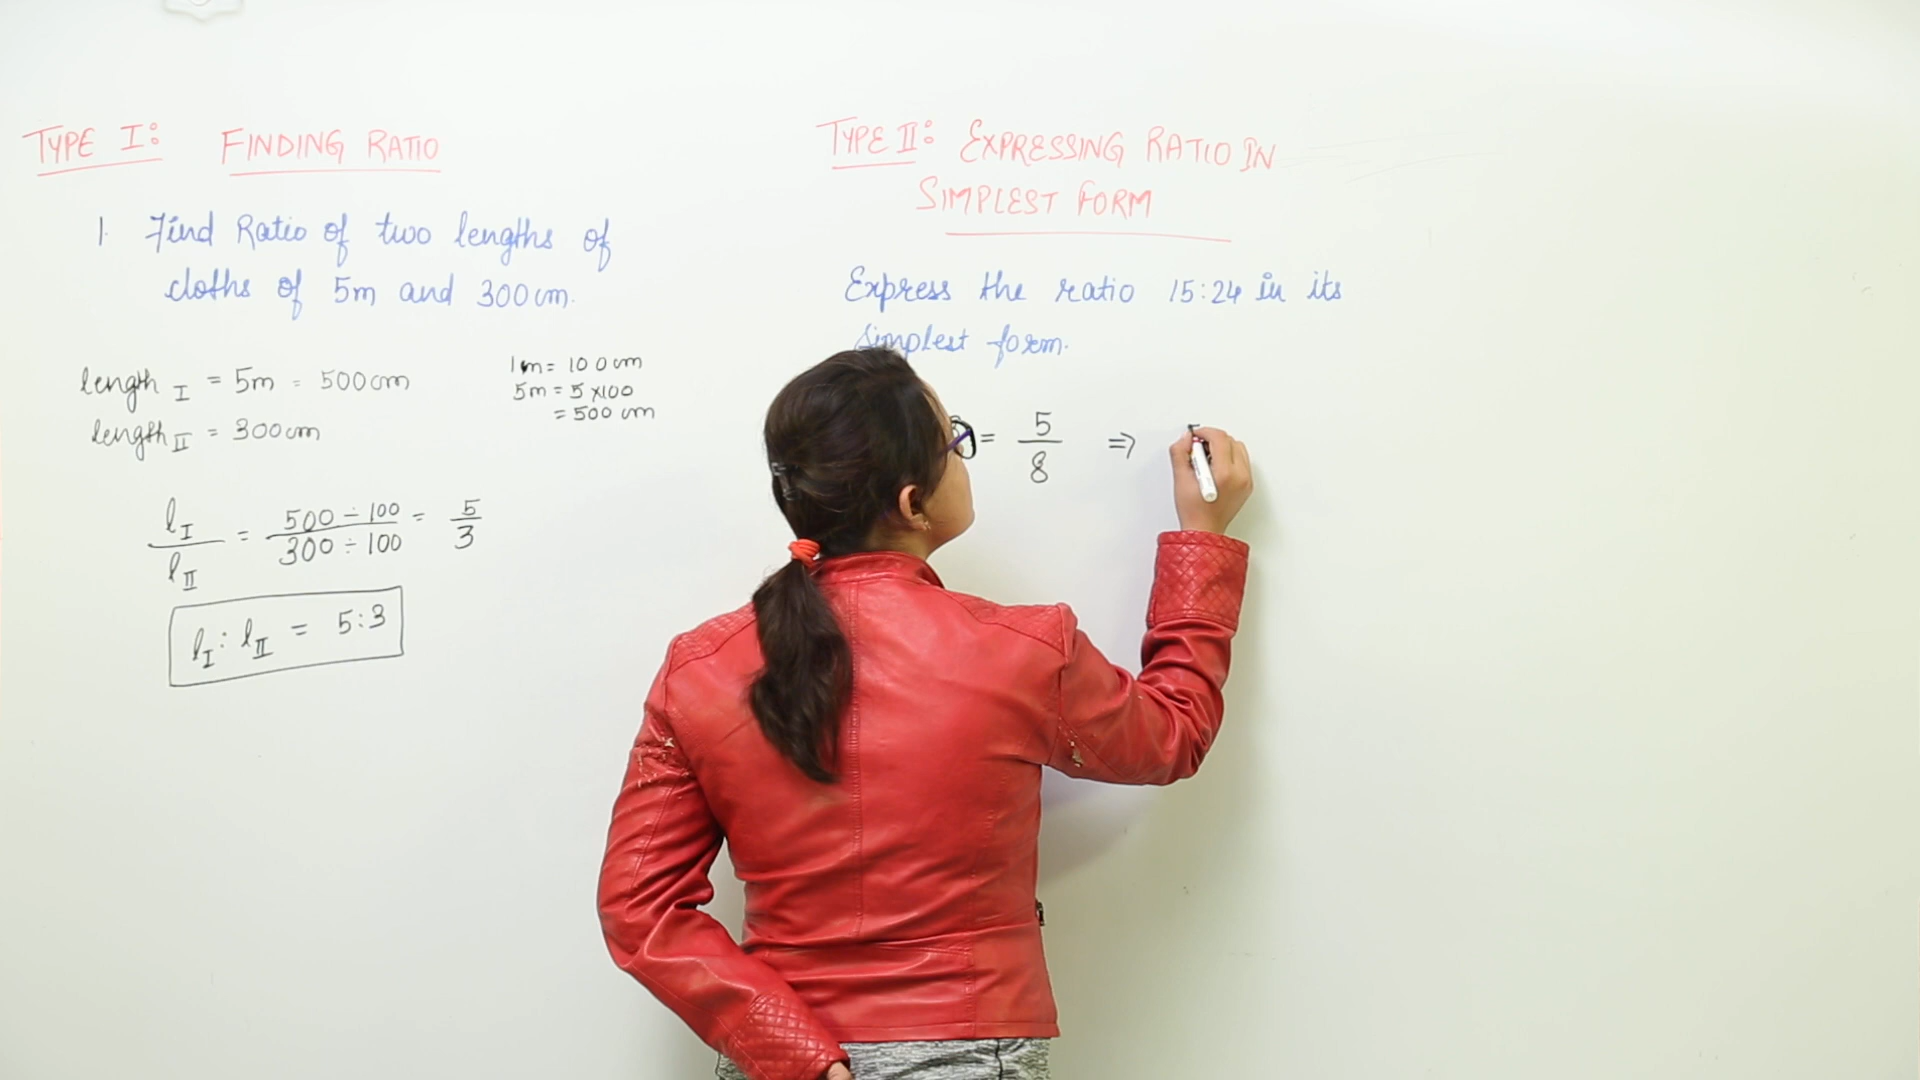 TYPE I: FINDING RATIO
1. Find Ratio of two lengths of
cloths of 5m and 300cm.
length I = 5m = 500cm
length II = 300cm
1m = 100cm
5m = 5 x100
= 500 cm
lI / lII = 500 ÷ 100 / 300 ÷ 100 = 5 / 3
lI : lII = 5:3
TYPE II: EXPRESSING RATIO IN
SIMPLEST FORM
Express the ratio 15:24 in its
simplest form.
= 5 / 8 ⇒